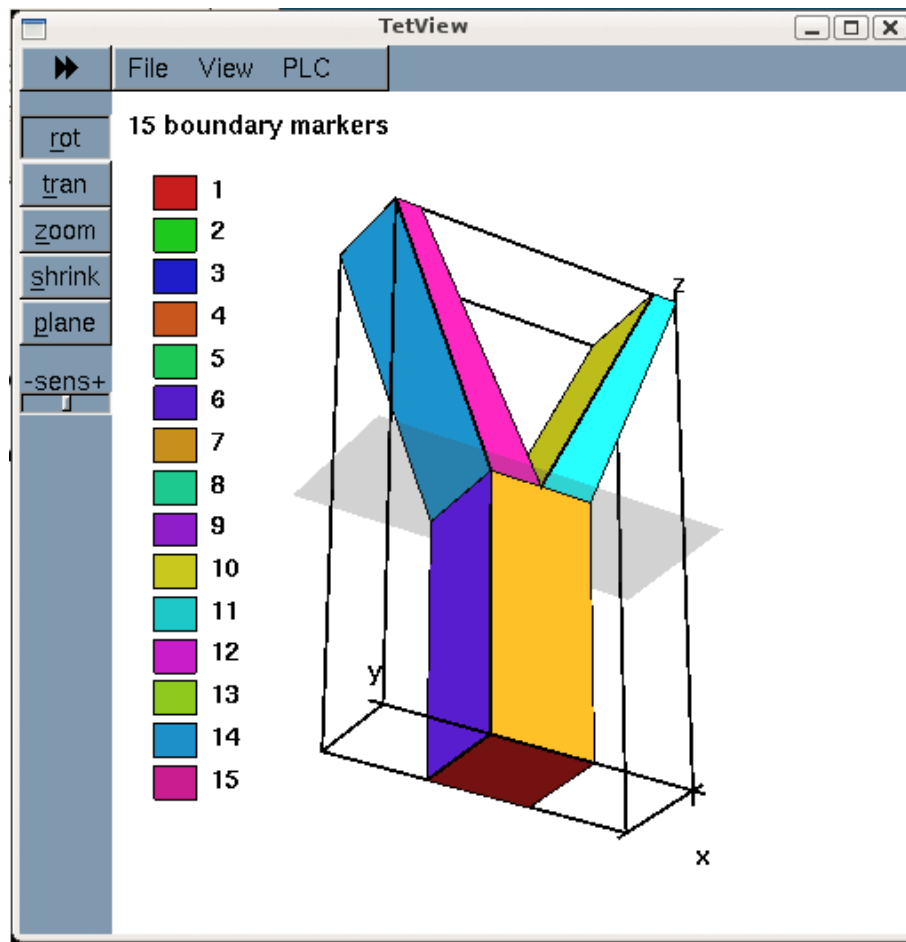 TetView
File View PLC
15 boundary markers
rot
tran
zoom
shrink
plane
-sens+
1
2
3
4
5
6
7
8
9
10
11
12
13
14
15
z
y
x